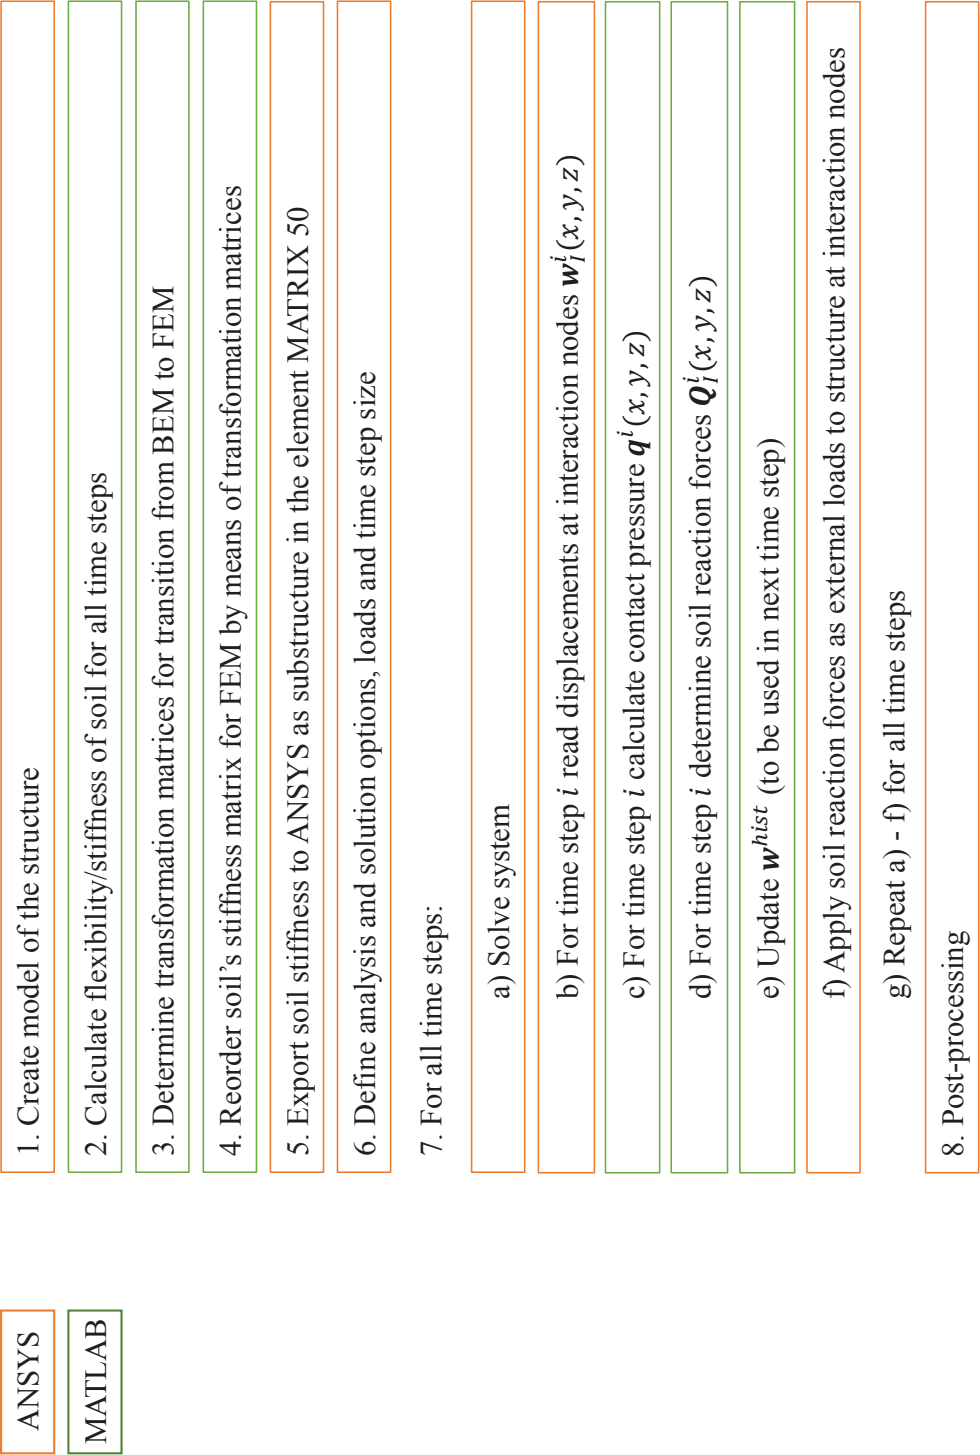 ANSYS
MATLAB
1. Create model of the structure
2. Calculate flexibility/stiffness of soil for all time steps
3. Determine transformation matrices for transition from BEM to FEM
4. Reorder soil's stiffness matrix for FEM by means of transformation matrices
5. Export soil stiffness to ANSYS as substructure in the element MATRIX 50
6. Define analysis and solution options, loads and time step size
7. For all time steps:
a) Solve system
b) For time step i read displacements at interaction nodes w_I^i(x, y, z)
c) For time step i calculate contact pressure q^i(x, y, z)
d) For time step i determine soil reaction forces Q_I^i(x, y, z)
e) Update w^hist (to be used in next time step)
f) Apply soil reaction forces as external loads to structure at interaction nodes
g) Repeat a) - f) for all time steps
8. Post-processing